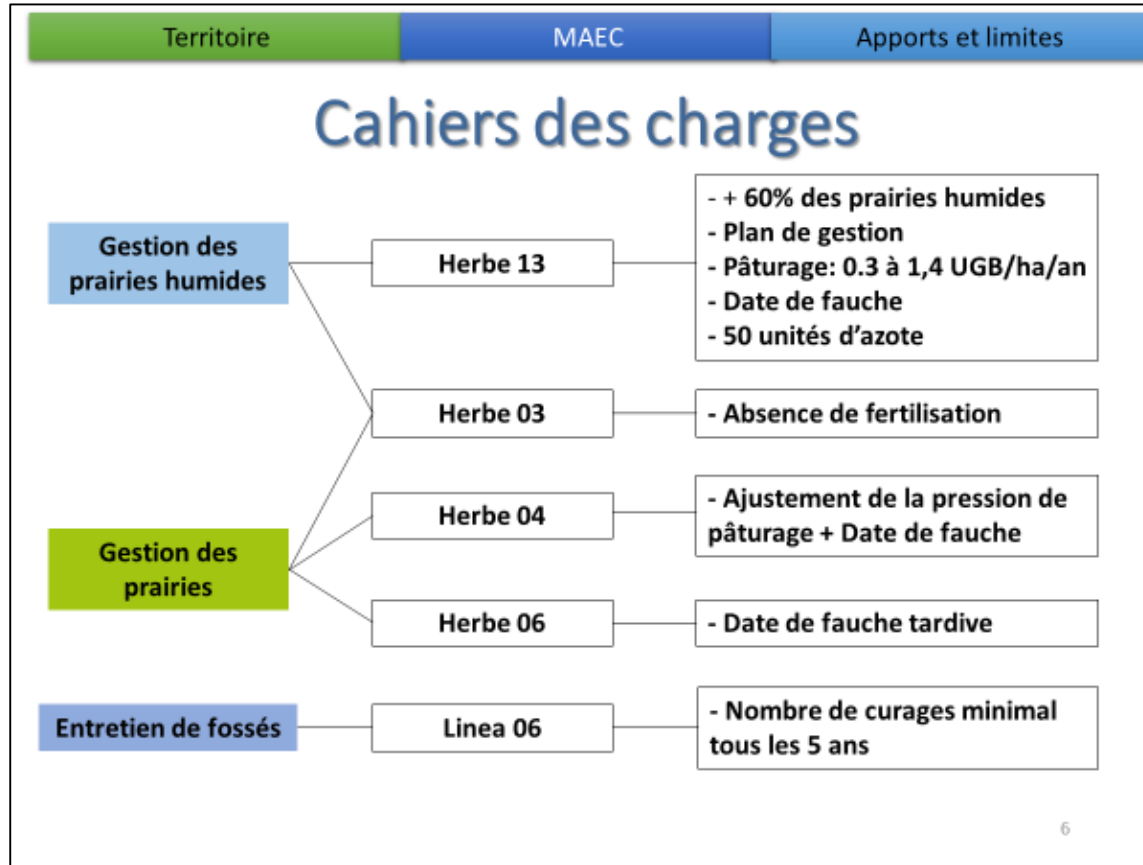 Territoire
MAEC
Apports et limites
Cahiers des charges
Gestion des
prairies humides
Herbe 13
- + 60% des prairies humides
- Plan de gestion
- Pâturage: 0.3 à 1,4 UGB/ha/an
- Date de fauche
- 50 unités d'azote
Herbe 03
- Absence de fertilisation
Gestion des
prairies
Herbe 04
- Ajustement de la pression de
pâturage + Date de fauche
Herbe 06
- Date de fauche tardive
Entretien de fossés
Linea 06
- Nombre de curages minimal
tous les 5 ans
6